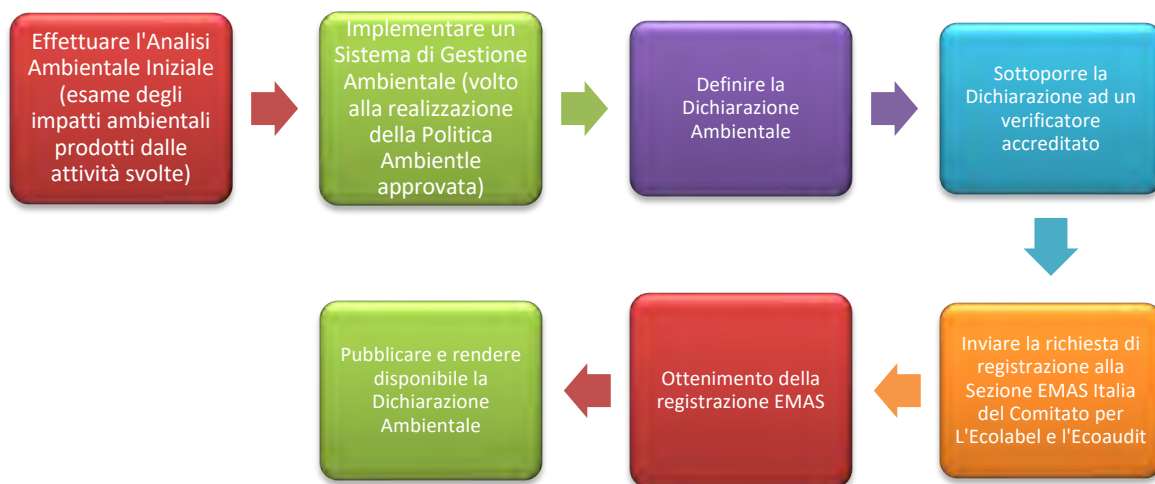 Effettuare l'Analisi
Ambientale Iniziale
(esame degli
impatti ambientali
prodotti dalle
attività svolte)
Implementare un
Sistema di Gestione
Ambientale (volto
alla realizzazione
della Politica
Ambientle
approvata)
Definire la
Dichiarazione
Ambientale
Sottoporre la
Dichiarazione ad un
verificatore
accreditato
Inviare la richiesta di
registrazione alla
Sezione EMAS Italia
del Comitato per
L'Ecolabel e l'Ecoaudit
Ottenimento della
registrazione EMAS
Pubblicare e rendere
disponibile la
Dichiarazione
Ambientale